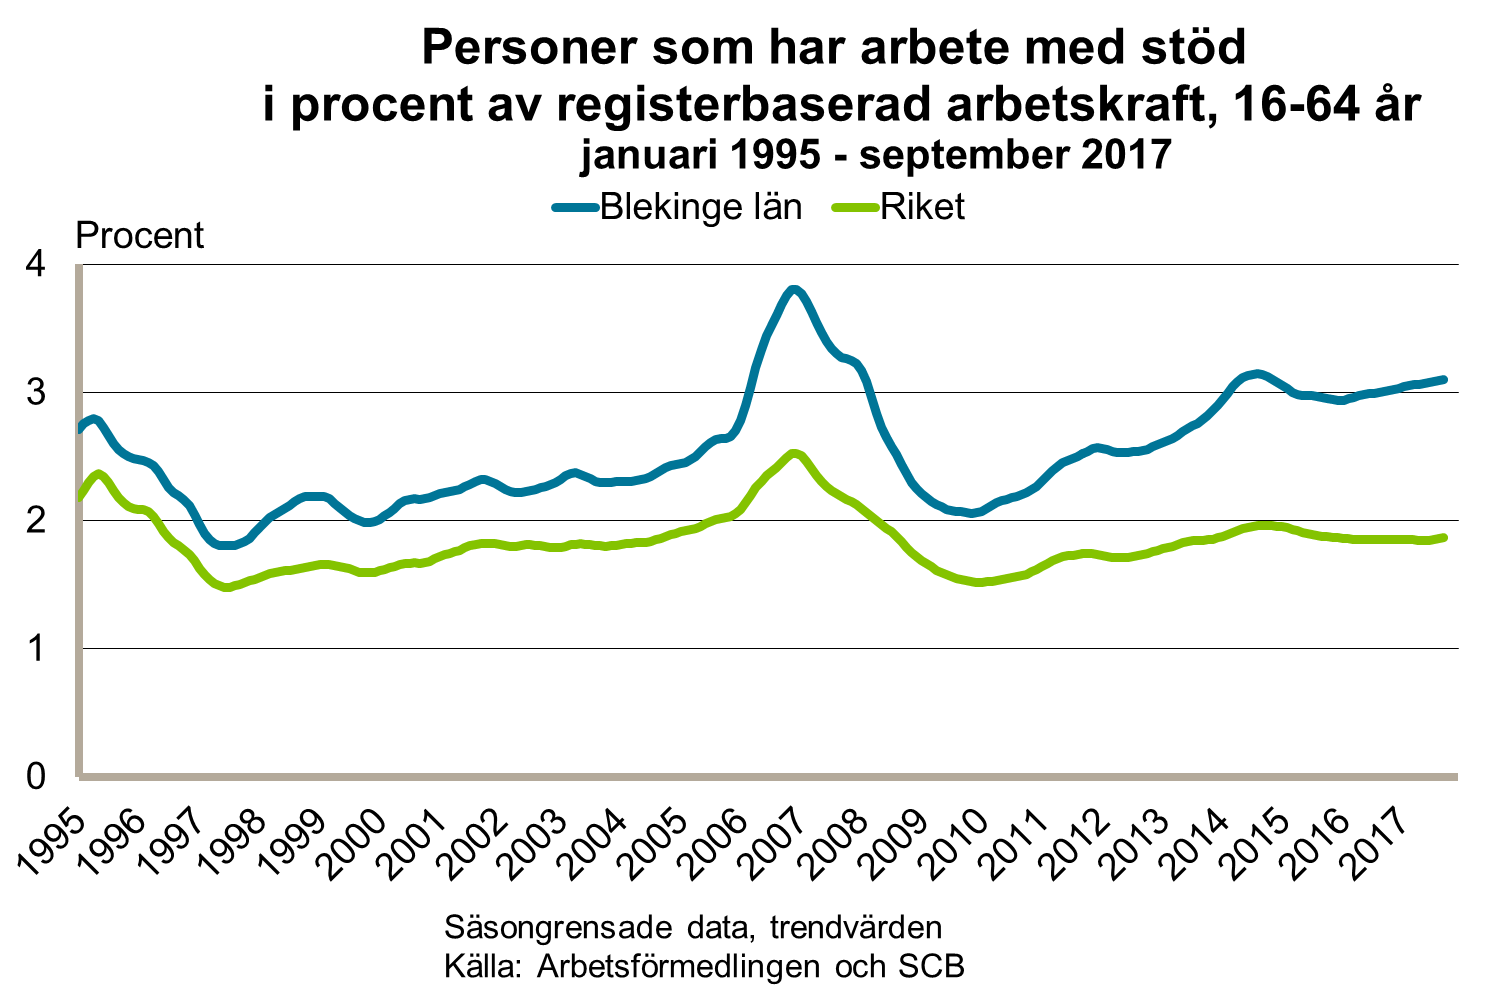 Personer som har arbete med stöd
i procent av registerbaserad arbetskraft, 16-64 år
januari 1995 - september 2017
Blekinge län Riket
Procent
4
3
2
1
0
1995 1996 1997 1998 1999 2000 2001 2002 2003 2004 2005 2006 2007 2008 2009 2010 2011 2012 2013 2014 2015 2016 2017
Säsongrensade data, trendvärden
Källa: Arbetsförmedlingen och SCB